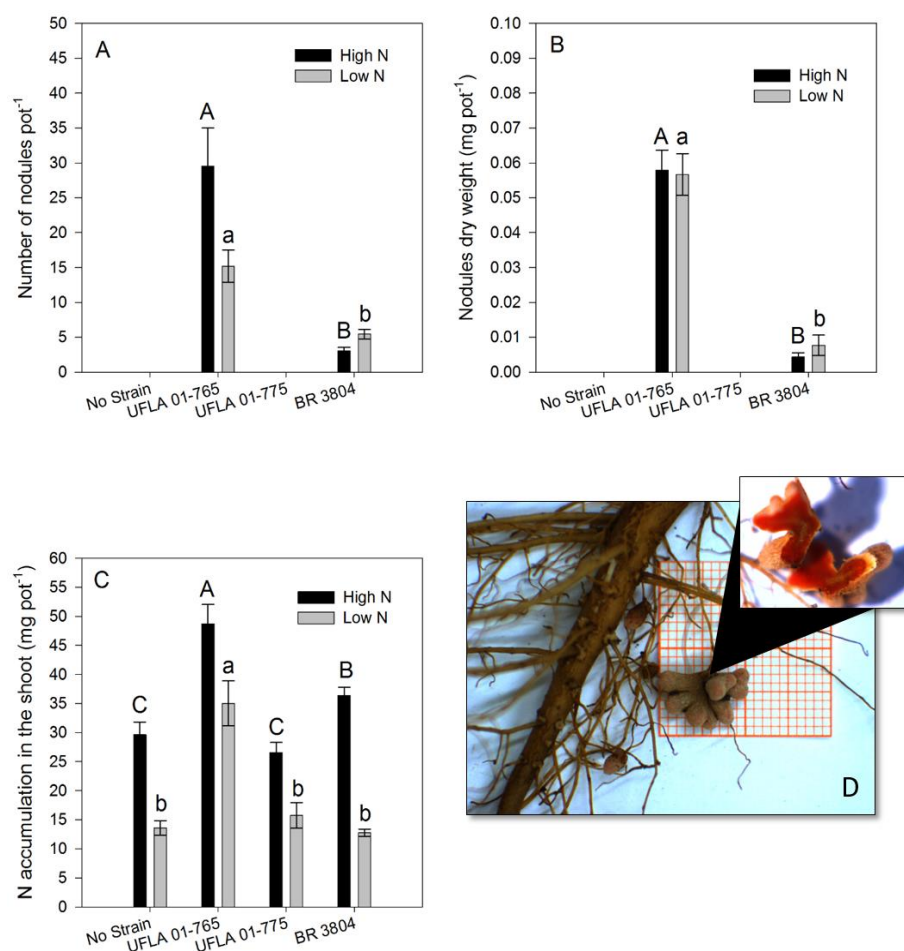 A
High N
Low N
Number of nodules pot-1
50
45
40
35
30
25
20
15
10
5
0
A
a
B
b
No Strain
UFLA 01-765
UFLA 01-775
BR 3804
B
High N
Low N
Nodules dry weight (mg pot-1)
0.10
0.09
0.08
0.07
0.06
0.05
0.04
0.03
0.02
0.01
0.00
A
a
B
b
No Strain
UFLA 01-765
UFLA 01-775
BR 3804
C
High N
Low N
N accumulation in the shoot (mg pot-1)
60
55
50
45
40
35
30
25
20
15
10
5
0
C
b
A
a
C
b
B
b
No Strain
UFLA 01-765
UFLA 01-775
BR 3804
D